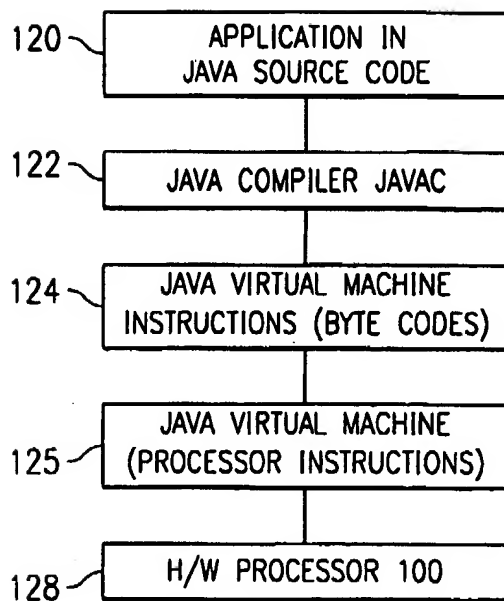 120
APPLICATION IN
JAVA SOURCE CODE
122
JAVA COMPILER JAVAC
124
JAVA VIRTUAL MACHINE
INSTRUCTIONS (BYTE CODES)
125
JAVA VIRTUAL MACHINE
(PROCESSOR INSTRUCTIONS)
128
H/W PROCESSOR 100